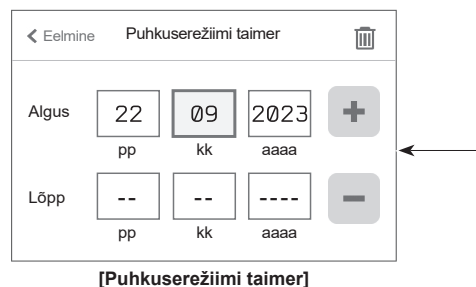 Eelmine Puhkuserežiimi taimer
Algus 22 09 2023
pp kk aaaa
Lõpp -- -- ----
pp kk aaaa
[Puhkuserežiimi taimer]